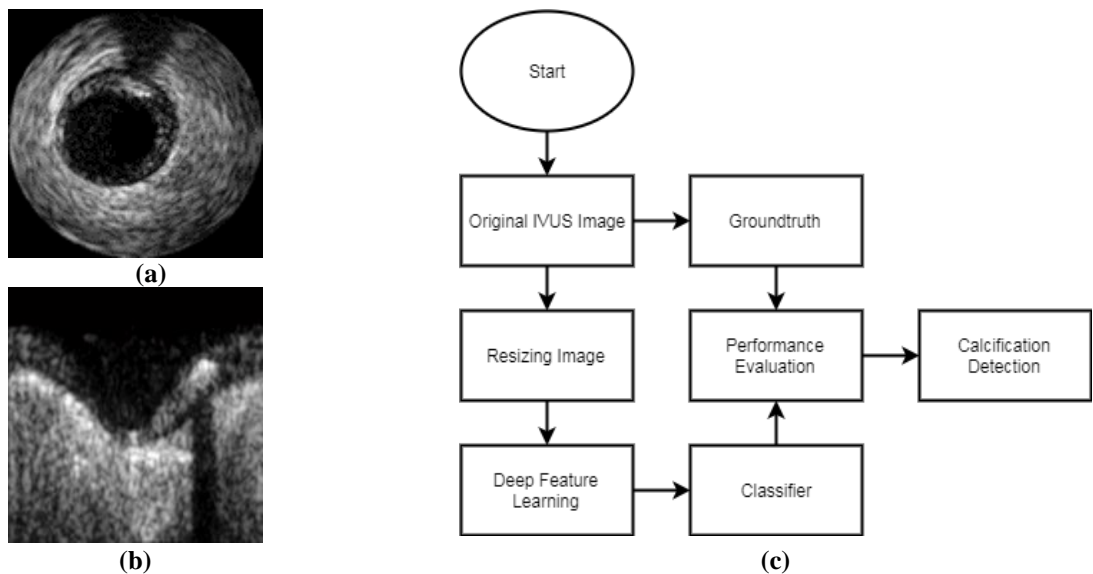 (a)
(b)
Start
Original IVUS Image
Groundtruth
Resizing Image
Performance
Evaluation
Calcification
Detection
Deep Feature
Learning
Classifier
(c)